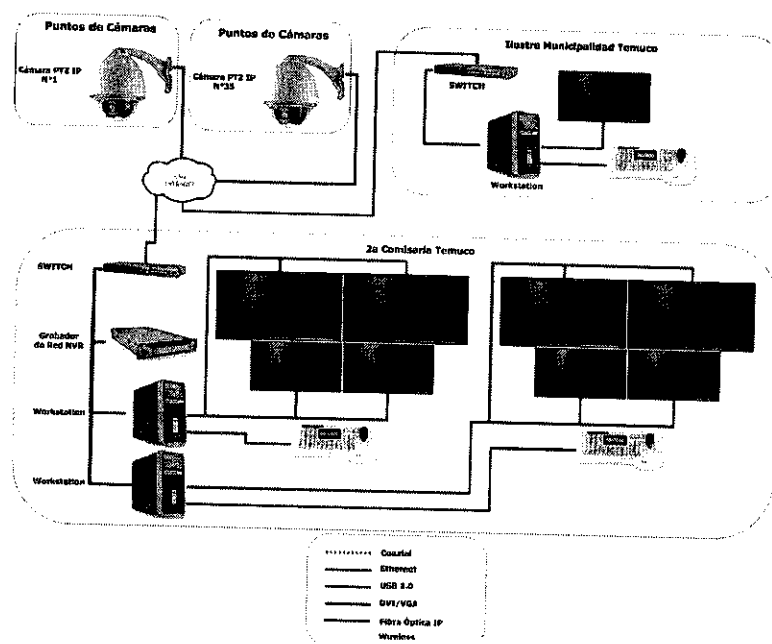 Puntos de Cámaras
Cámara PTZ IP
N°1
Puntos de Cámaras
Cámara PTZ IP
N°35
Ilustre Municipalidad Temuco
SWITCH
Workstation
2a Comisaría Temuco
SWITCH
Grabador
de Red NVR
Workstation
Workstation
Coaxial
Ethernet
USB 2.0
DVI/VGA
Fibra Óptica IP
Wireless